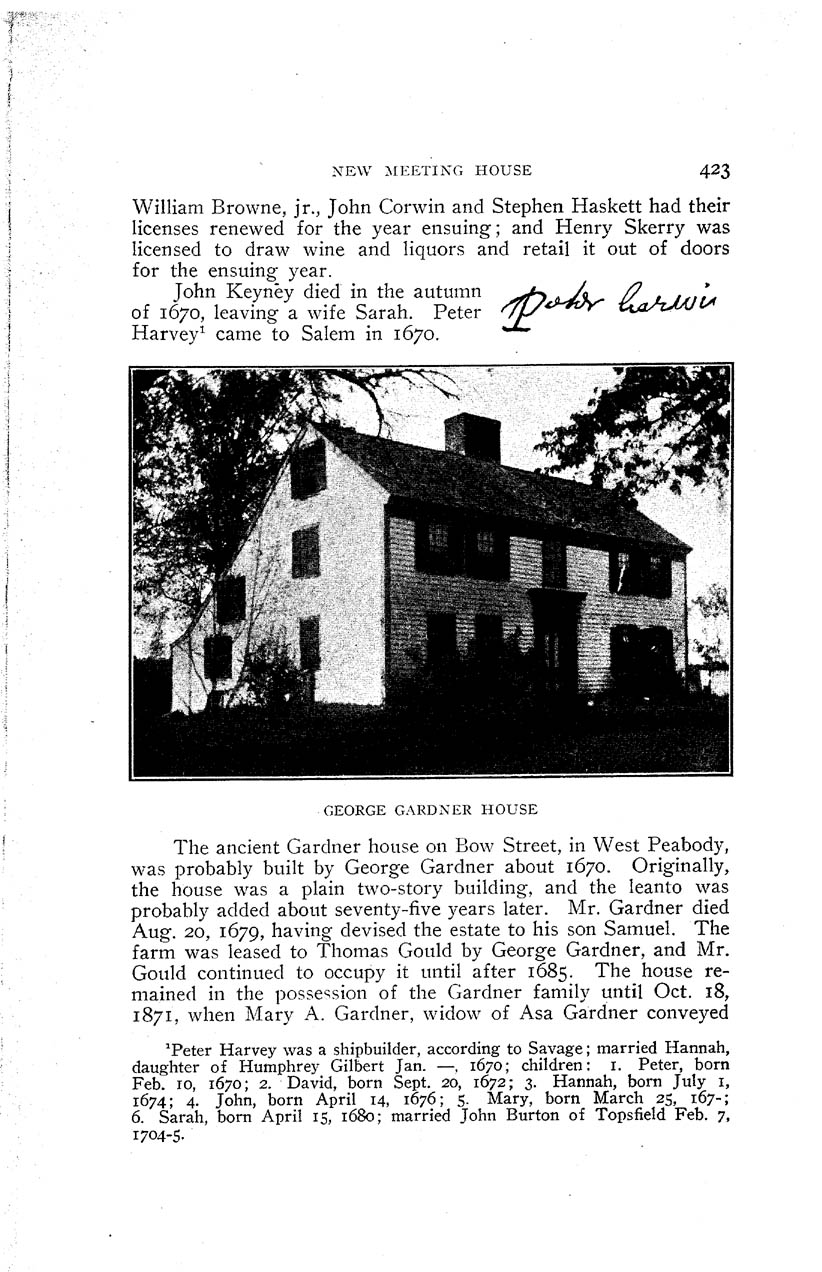 NEW MEETING HOUSE 423
William Browne, jr., John Corwin and Stephen Haskett had their
licenses renewed for the year ensuing; and Henry Skerry was
licensed to draw wine and liquors and retail it out of doors
for the ensuing year.
John Keyney died in the autumn
of 1670, leaving a wife Sarah. Peter
Harvey¹ came to Salem in 1670.
GEORGE GARDNER HOUSE
The ancient Gardner house on Bow Street, in West Peabody,
was probably built by George Gardner about 1670. Originally,
the house was a plain two-story building, and the leanto was
probably added about seventy-five years later. Mr. Gardner died
Aug. 20, 1679, having devised the estate to his son Samuel. The
farm was leased to Thomas Gould by George Gardner, and Mr.
Gould continued to occupy it until after 1685. The house re-
mained in the possession of the Gardner family until Oct. 18,
1871, when Mary A. Gardner, widow of Asa Gardner conveyed
¹Peter Harvey was a shipbuilder, according to Savage; married Hannah,
daughter of Humphrey Gilbert Jan. —, 1670; children: 1. Peter, born
Feb. 10, 1670; 2. David, born Sept. 20, 1672; 3. Hannah, born July 1,
1674; 4. John, born April 14, 1676; 5. Mary, born March 25, 167-;
6. Sarah, born April 15, 1680; married John Burton of Topsfield Feb. 7,
1704-5.